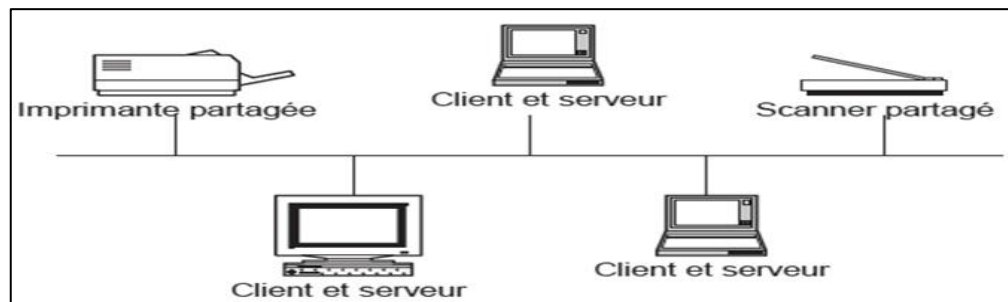 Imprimante partagée
Client et serveur
Scanner partagé
Client et serveur
Client et serveur